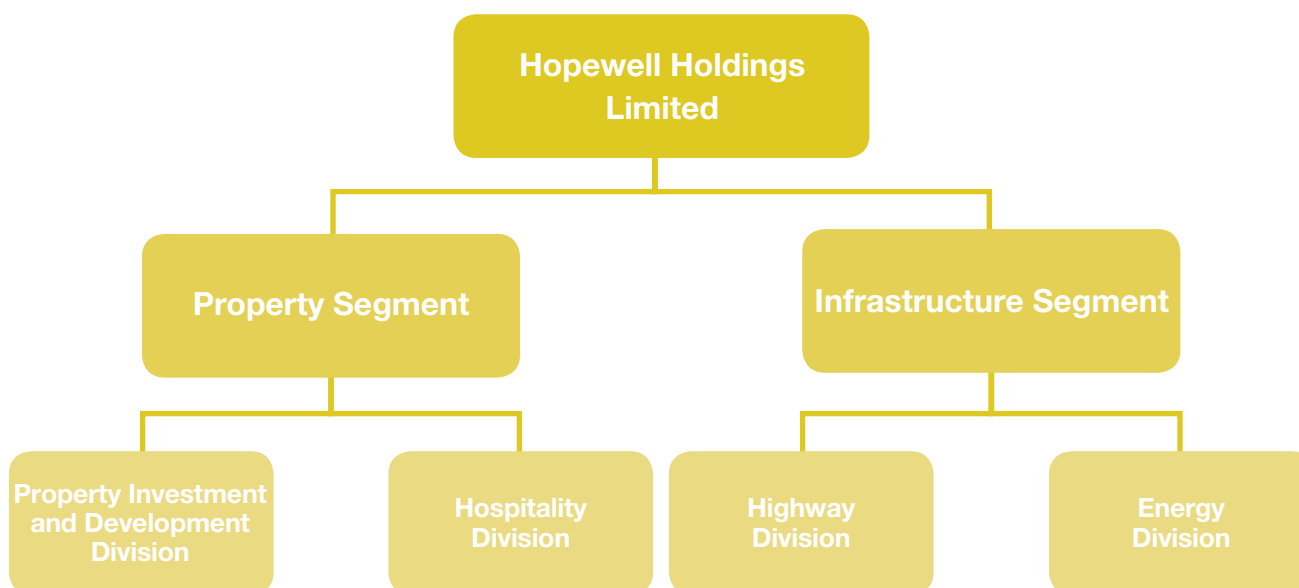 Hopewell Holdings
Limited
Property Segment
Infrastructure Segment
Property Investment
and Development
Division
Hospitality
Division
Highway
Division
Energy
Division